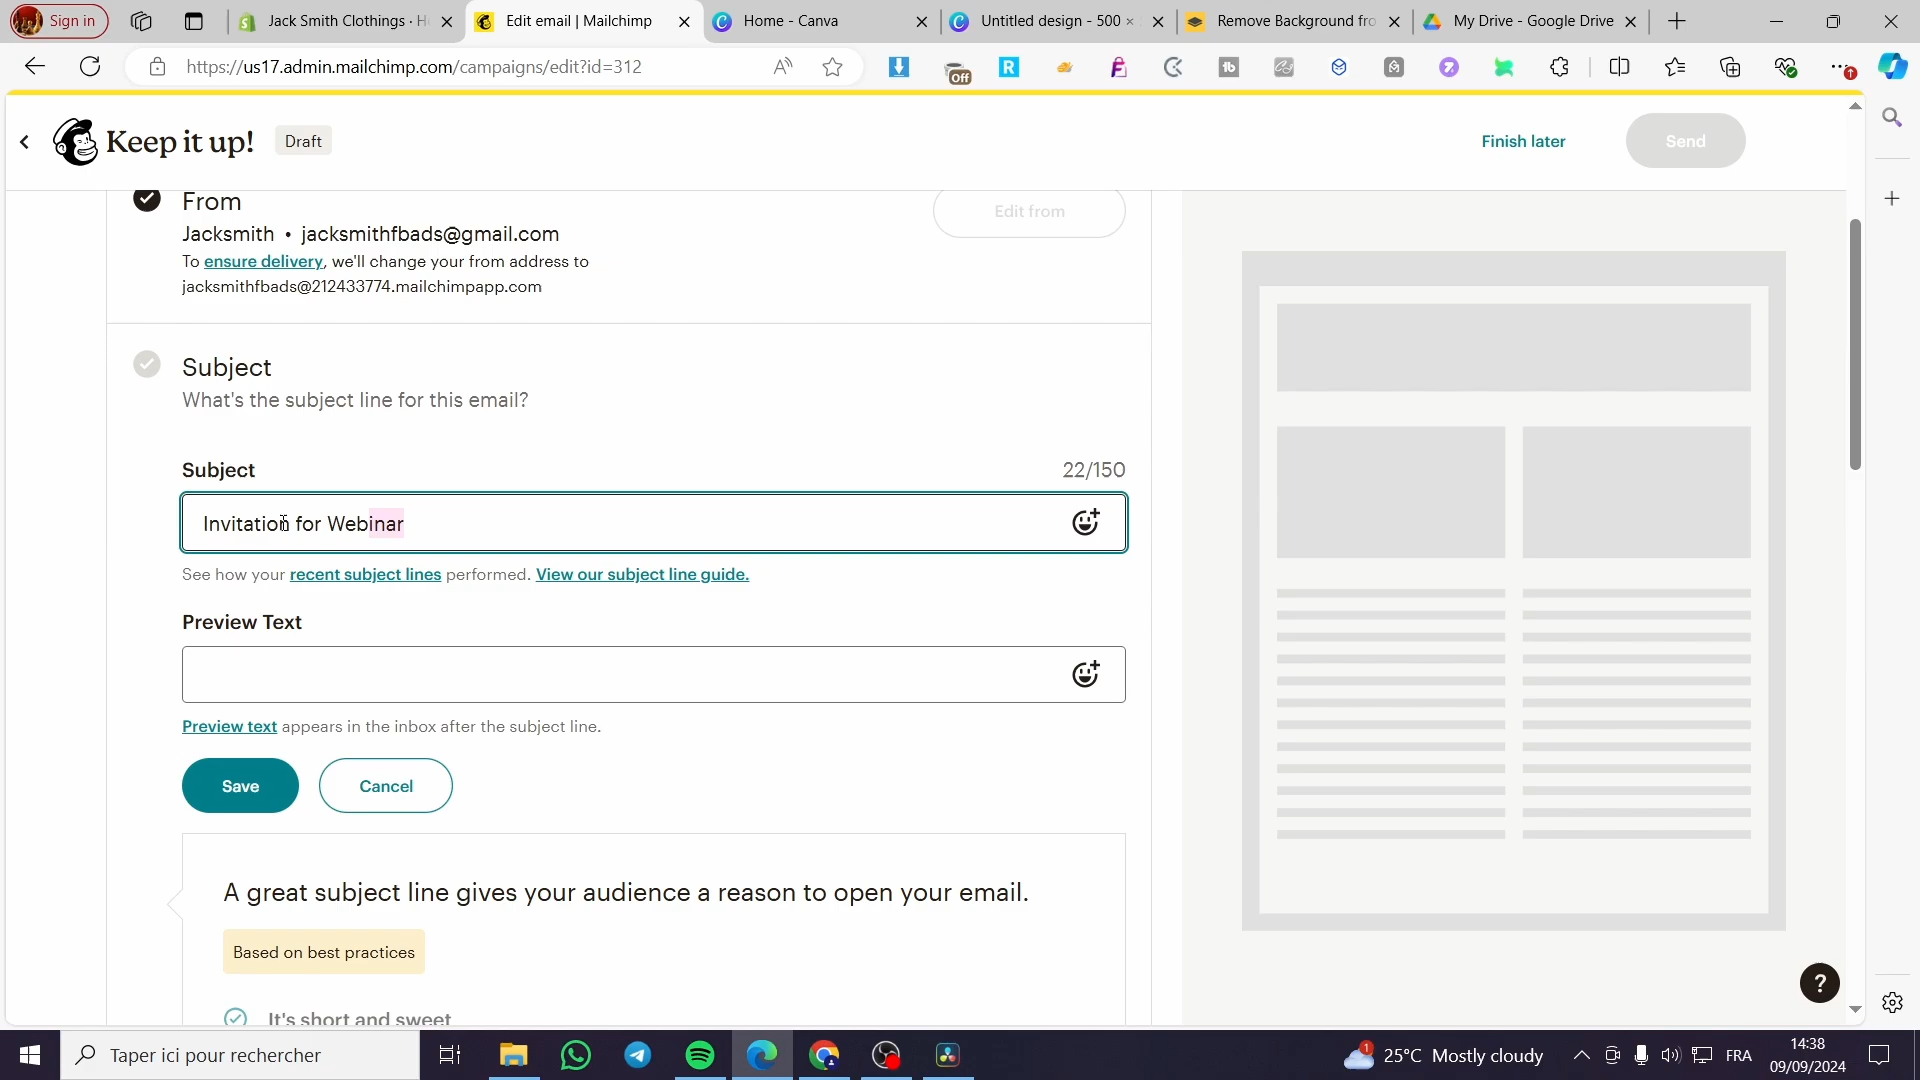 Sign in
Jack Smith Clothings · H
Edit email | Mailchimp
Home - Canva
Untitled design - 500 ×
Remove Background fro
My Drive - Google Drive
https://us17.admin.mailchimp.com/campaigns/edit?id=312
Off
Keep it up!
Draft
Finish later
Send
From
Edit from
Jacksmith • jacksmithfbads@gmail.com
To ensure delivery, we'll change your from address to
jacksmithfbads@212433774.mailchimpapp.com
Subject
What's the subject line for this email?
Subject
22/150
Invitation for Webinar
See how your recent subject lines performed. View our subject line guide.
Preview Text
Preview text appears in the inbox after the subject line.
Save
Cancel
A great subject line gives your audience a reason to open your email.
Based on best practices
It's short and sweet
?
Taper ici pour rechercher
1
25°C Mostly cloudy
FRA
14:38
09/09/2024